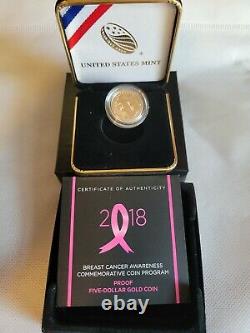 UNITED STATES MINT
CERTIFICATE OF AUTHENTICITY
2018
BREAST CANCER AWARENESS
COMMEMORATIVE COIN PROGRAM
PROOF
FIVE-DOLLAR GOLD COIN